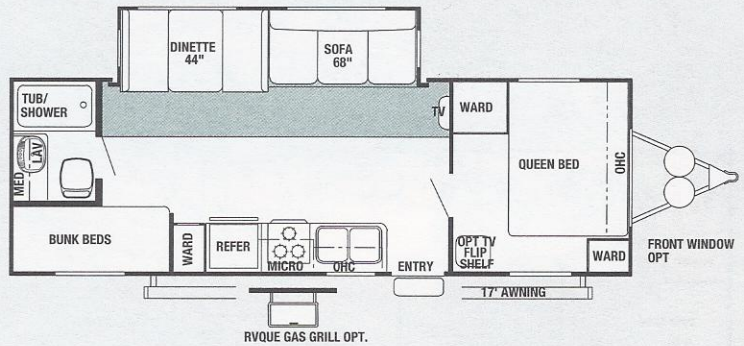 DINETTE
44"
SOFA
68"
TUB/
SHOWER
TV
WARD
MED
LAV
QUEEN BED
OHC
BUNK BEDS
WARD
REFER
MICRO
OHC
ENTRY
OPT TV
FLIP
SHELF
WARD
FRONT WINDOW
OPT
17' AWNING
RVQUE GAS GRILL OPT.